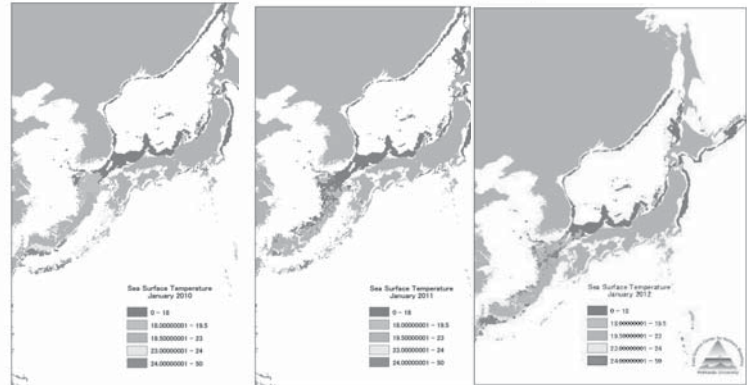 Sea Surface Temperature
January 2010
0 - 18
18.00000001 - 19.5
19.50000001 - 23
23.00000001 - 24
24.00000001 - 50
Sea Surface Temperature
January 2011
0 - 18
18.00000001 - 19.5
19.50000001 - 23
23.00000001 - 24
24.00000001 - 50
Sea Surface Temperature
January 2012
0 - 18
18.00000001 - 19.5
19.50000001 - 23
23.00000001 - 24
24.00000001 - 50